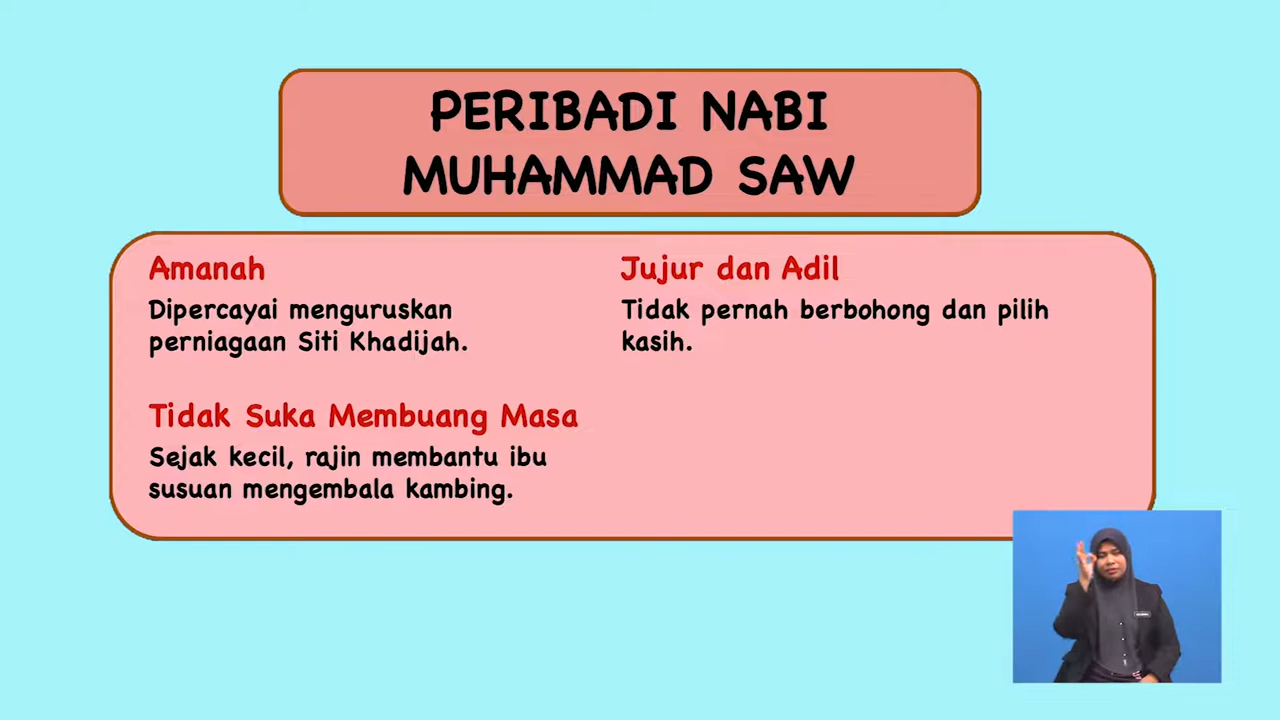 PERIBADI NABI
MUHAMMAD SAW
Amanah
Dipercayai menguruskan
perniagaan Siti Khadijah.
Jujur dan Adil
Tidak pernah berbohong dan pilih
kasih.
Tidak Suka Membuang Masa
Sejak kecil, rajin membantu ibu
susuan mengembala kambing.